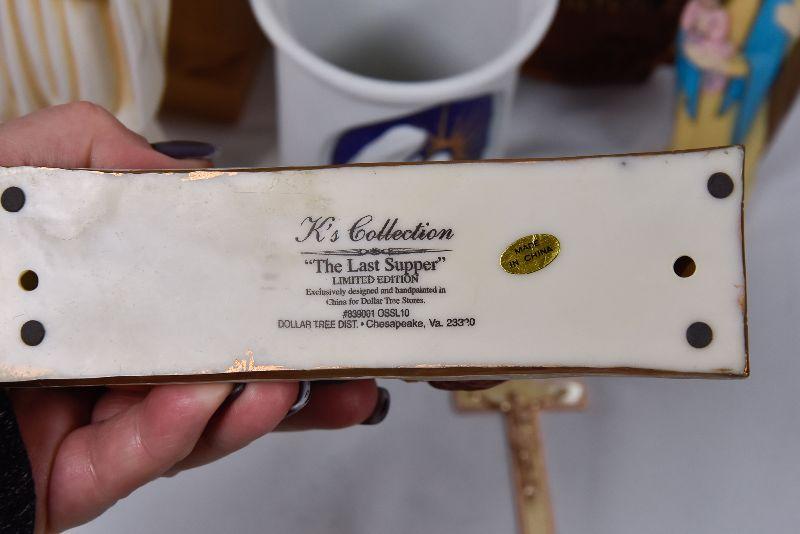 K's Collection
"The Last Supper"
LIMITED EDITION
Exclusively designed and handpainted in
China for Dollar Tree Stores.
#839001 OSSL10
DOLLAR TREE DIST. • Chesapeake, Va. 23320
MADE
IN CHINA